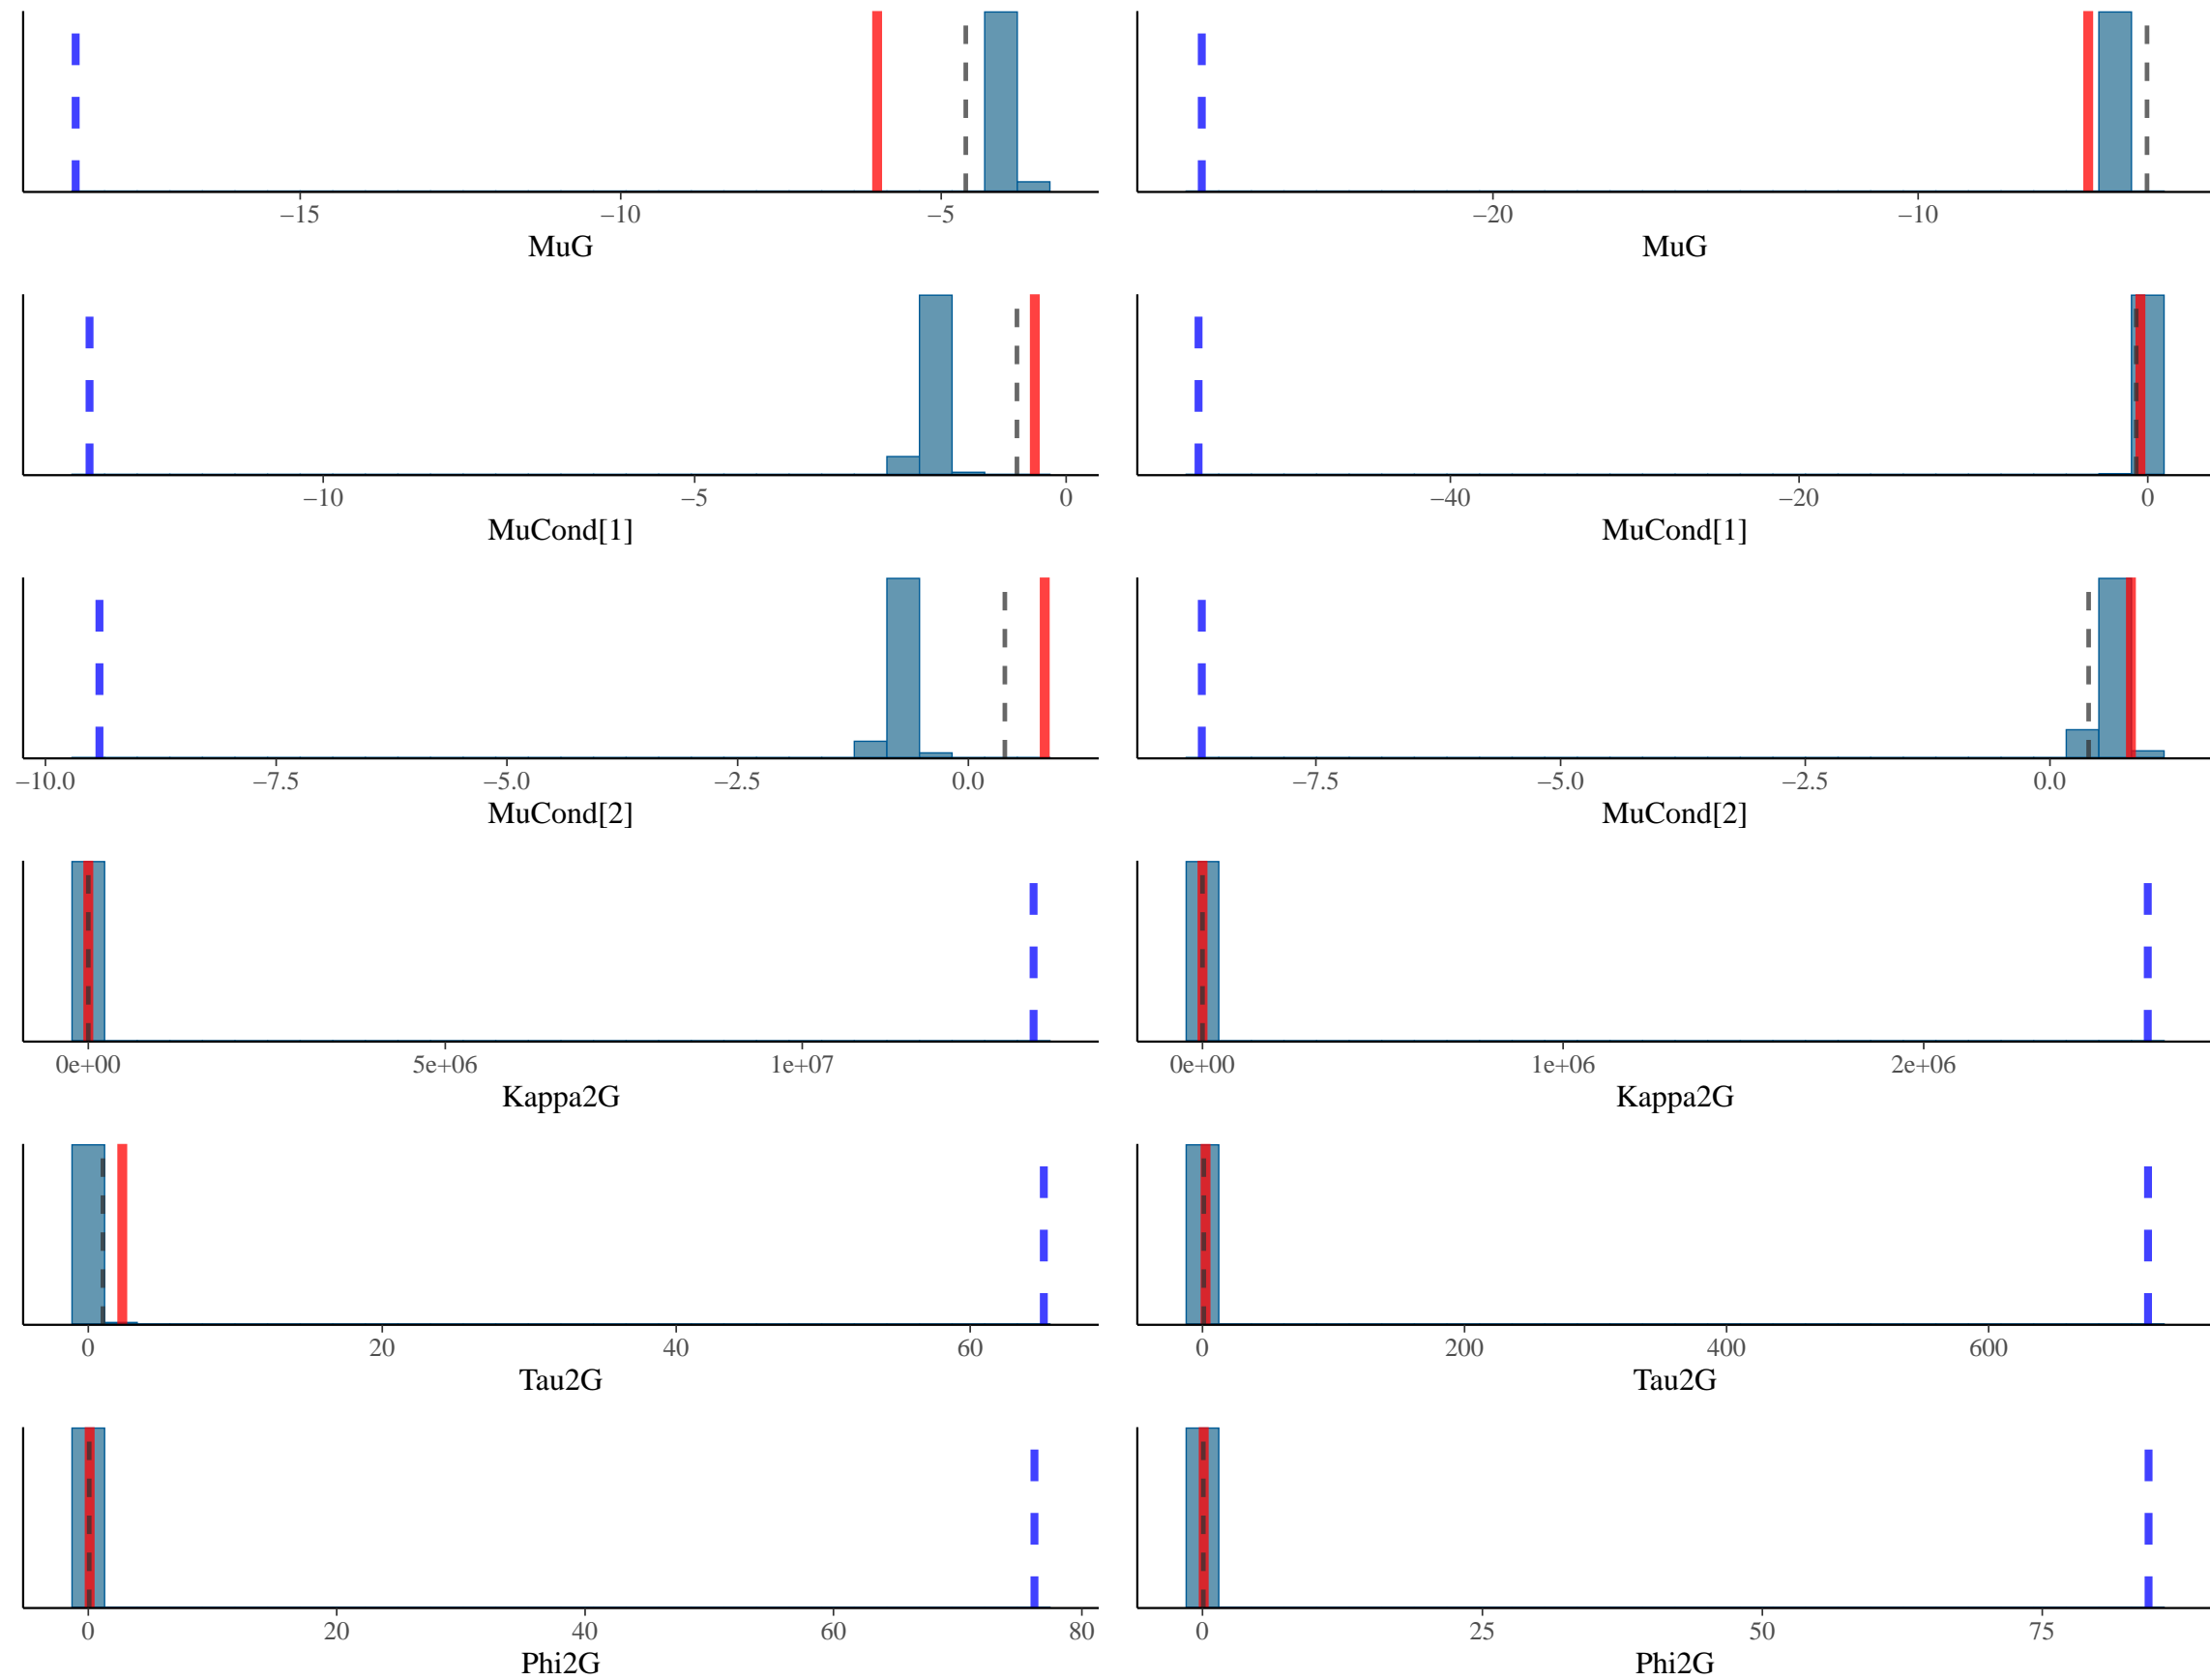 −15 −10 −5
MuG
−20 −10
MuG
−10 −5 0
MuCond[1]
−40 −20 0
MuCond[1]
−10.0 −7.5 −5.0 −2.5 0.0
MuCond[2]
−7.5 −5.0 −2.5 0.0
MuCond[2]
0e+00 5e+06 1e+07
Kappa2G
0e+00 1e+06 2e+06
Kappa2G
0 20 40 60
Tau2G
0 200 400 600
Tau2G
0 20 40 60 80
Phi2G
0 25 50 75
Phi2G